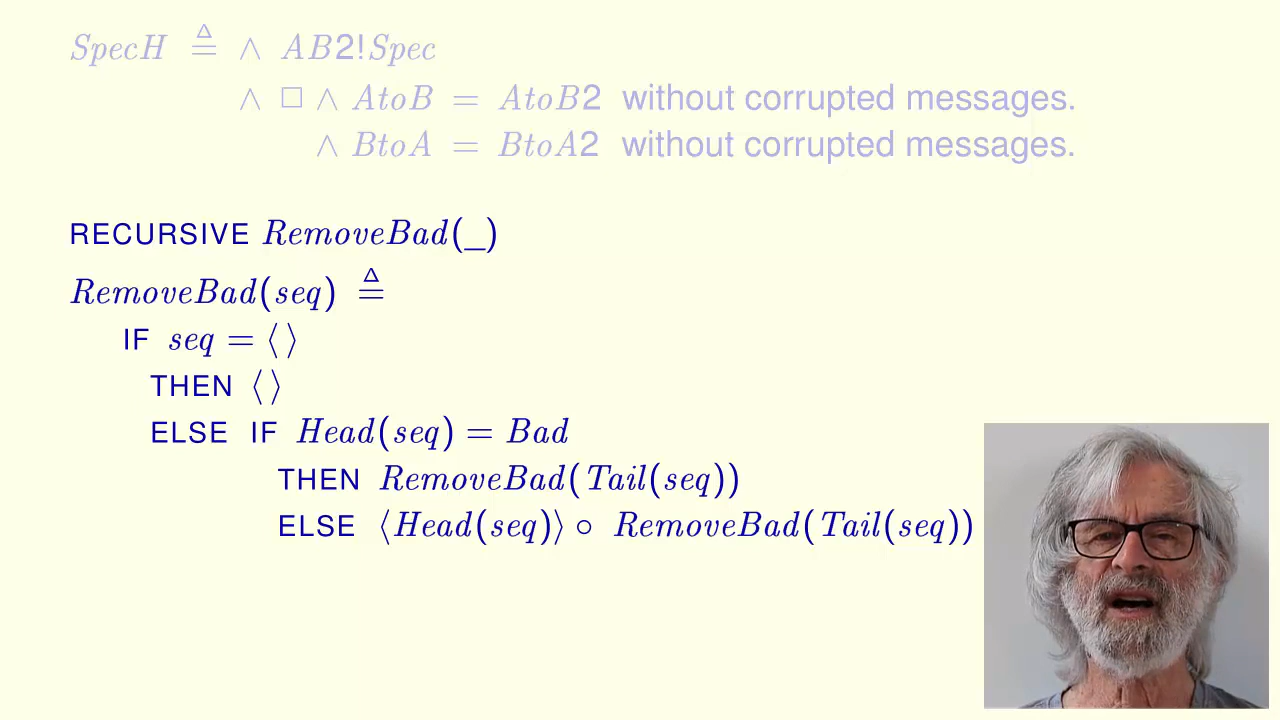 SpecH ≜ ∧ AB2!Spec
∧ □ ∧ AtoB = AtoB2 without corrupted messages.
∧ BtoA = BtoA2 without corrupted messages.
RECURSIVE RemoveBad(_)
RemoveBad(seq) ≜
IF seq = ⟨ ⟩
THEN ⟨ ⟩
ELSE IF Head(seq) = Bad
THEN RemoveBad(Tail(seq))
ELSE ⟨Head(seq)⟩ ∘ RemoveBad(Tail(seq))